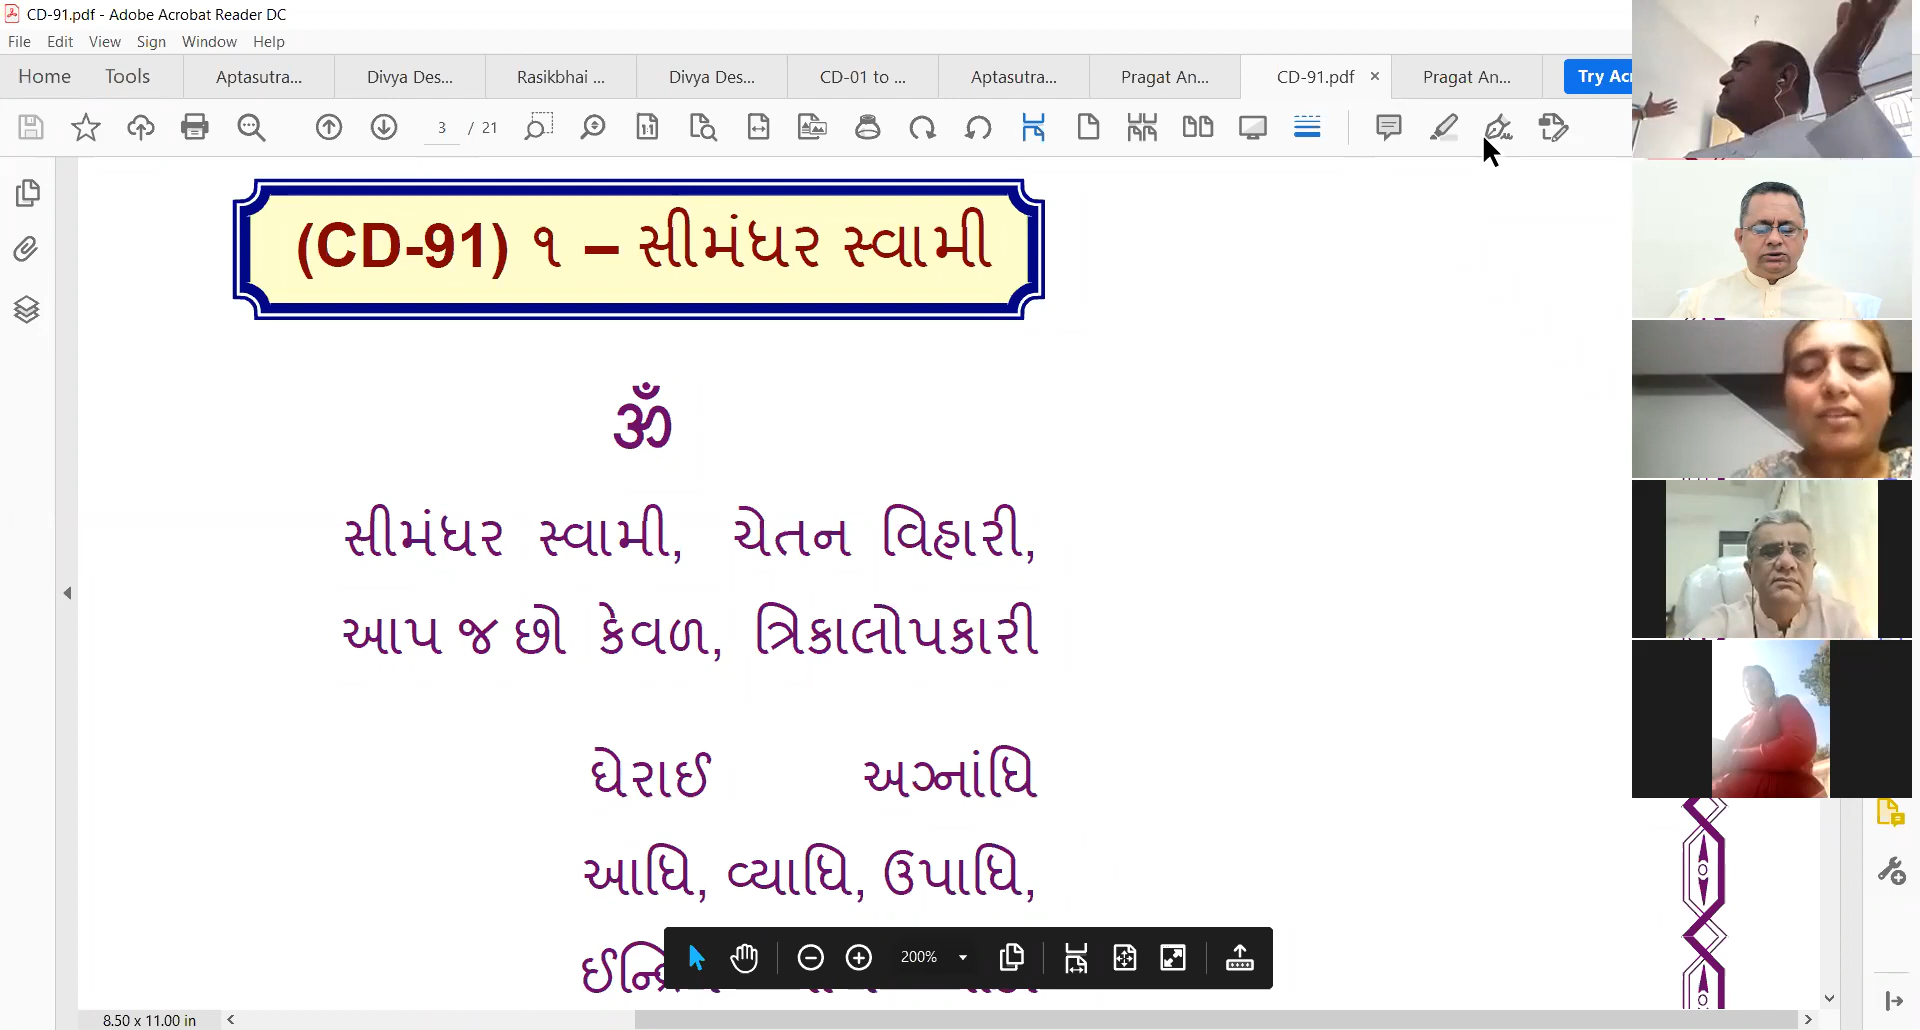 CD-91.pdf - Adobe Acrobat Reader DC
File Edit View Sign Window Help
Home Tools Aptasutra... Divya Des... Rasikbhai ... Divya Des... CD-01 to ... Aptasutra... Pragat An... CD-91.pdf × Pragat An... Try Acr
3 / 21
(CD-91) ૧ – સીમંધર સ્વામી
ૐ
સીમંધર સ્વામી, ચેતન વિહારી,
આપ જ છો કેવળ, ત્રિકાલોપકારી
ઘેરાઈ અજ્ઞાંધિ
આધિ, વ્યાધિ, ઉપાધિ,
200%
8.50 x 11.00 in